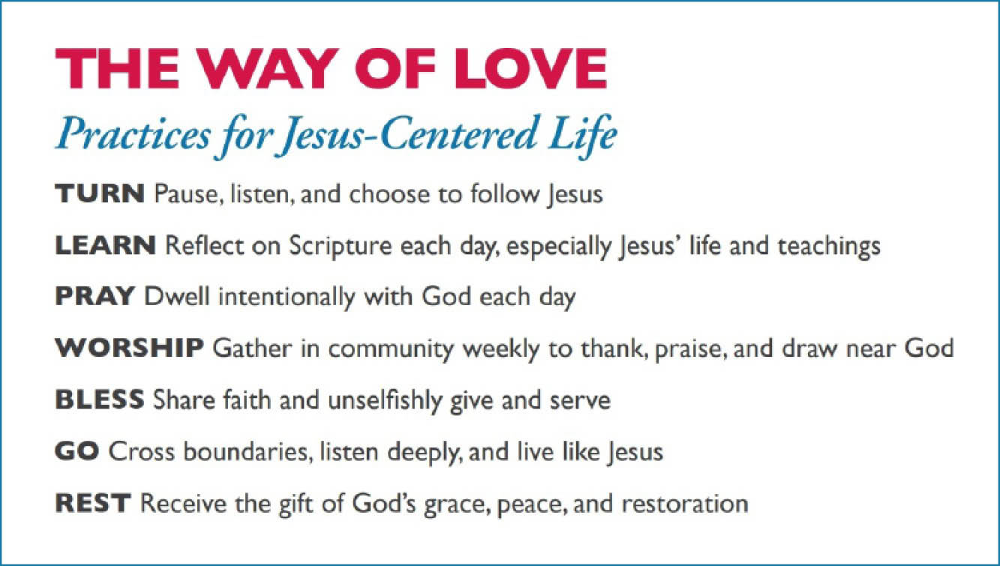 THE WAY OF LOVE
Practices for Jesus-Centered Life
TURN Pause, listen, and choose to follow Jesus
LEARN Reflect on Scripture each day, especially Jesus’ life and teachings
PRAY Dwell intentionally with God each day
WORSHIP Gather in community weekly to thank, praise, and draw near God
BLESS Share faith and unselfishly give and serve
GO Cross boundaries, listen deeply, and live like Jesus
REST Receive the gift of God’s grace, peace, and restoration